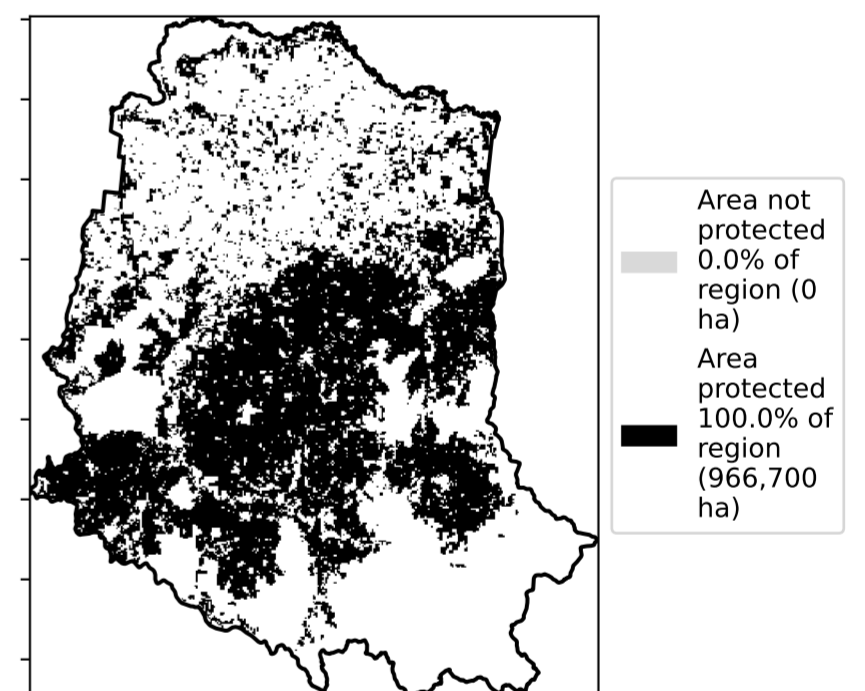 Area not
protected
0.0% of
region (0
ha)
Area
protected
100.0% of
region
(966,700
ha)